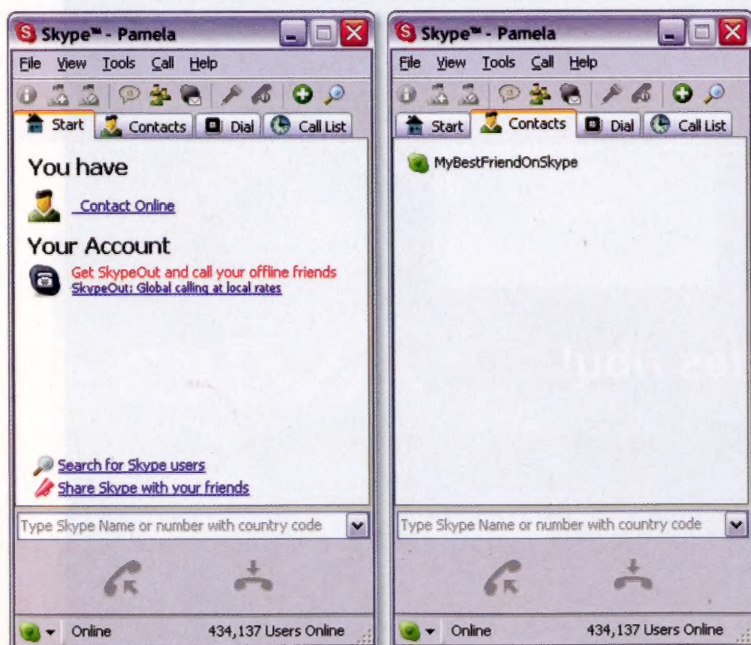 Skype™ - Pamela
File View Tools Call Help
Start Contacts Dial Call List
You have
Contact Online
Your Account
Get SkypeOut and call your offline friends
SkypeOut: Global calling at local rates
Search for Skype users
Share Skype with your friends
Type Skype Name or number with country code
Online 434,137 Users Online
Skype™ - Pamela
File View Tools Call Help
Start Contacts Dial Call List
MyBestFriendOnSkype
Type Skype Name or number with country code
Online 434,137 Users Online